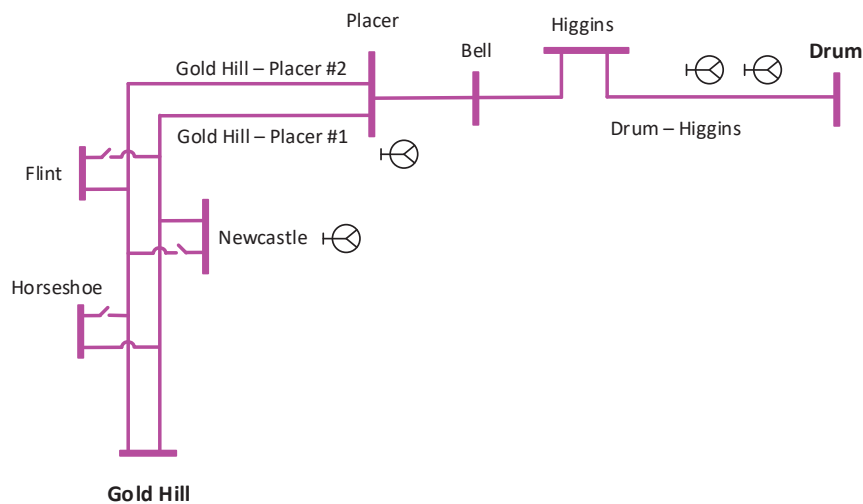 Placer
Higgins
Bell
Drum
Gold Hill – Placer #2
Gold Hill – Placer #1
Drum – Higgins
Flint
Newcastle
Horseshoe
Gold Hill